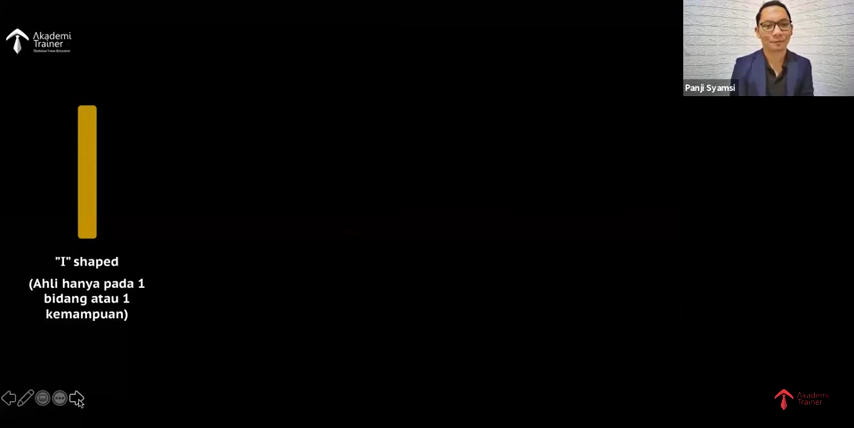 Akademi
Trainer
Panji Syamsi
"I" shaped
(Ahli hanya pada 1
bidang atau 1
kemampuan)
Akademi
Trainer